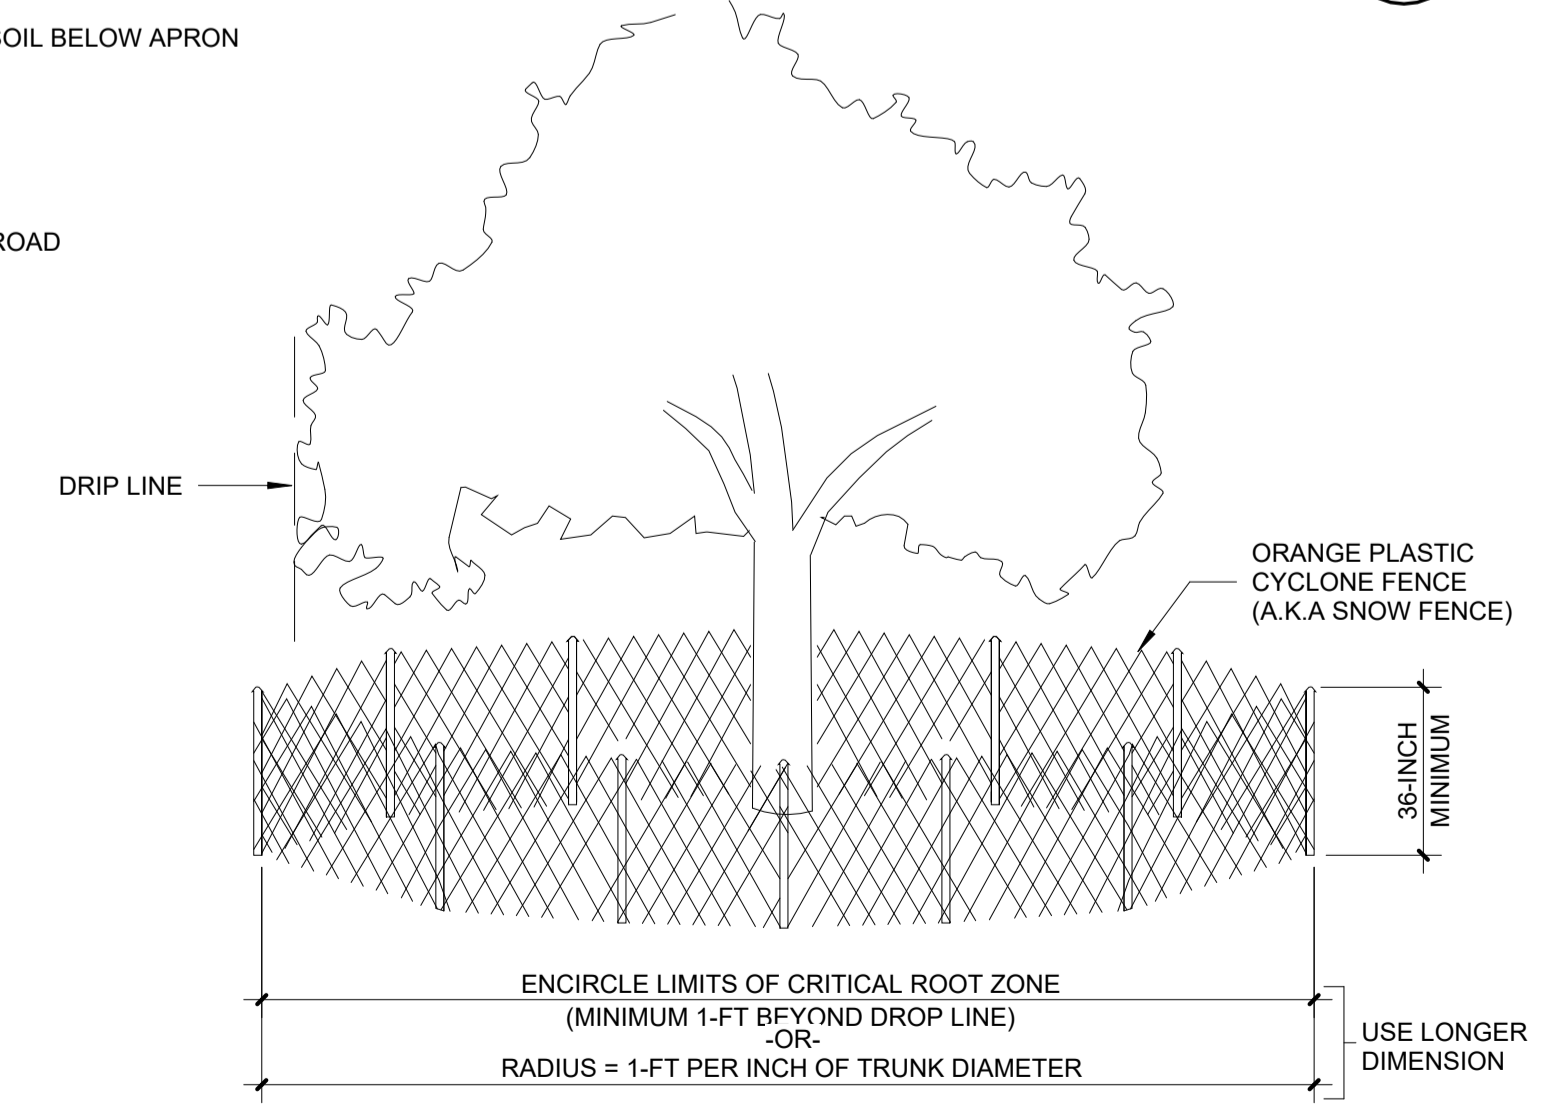 SOIL BELOW APRON
ROAD
DRIP LINE
ORANGE PLASTIC
CYCLONE FENCE
(A.K.A SNOW FENCE)
36-INCH
MINIMUM
ENCIRCLE LIMITS OF CRITICAL ROOT ZONE
(MINIMUM 1-FT BEYOND DROP LINE)
-OR-
RADIUS = 1-FT PER INCH OF TRUNK DIAMETER
USE LONGER
DIMENSION